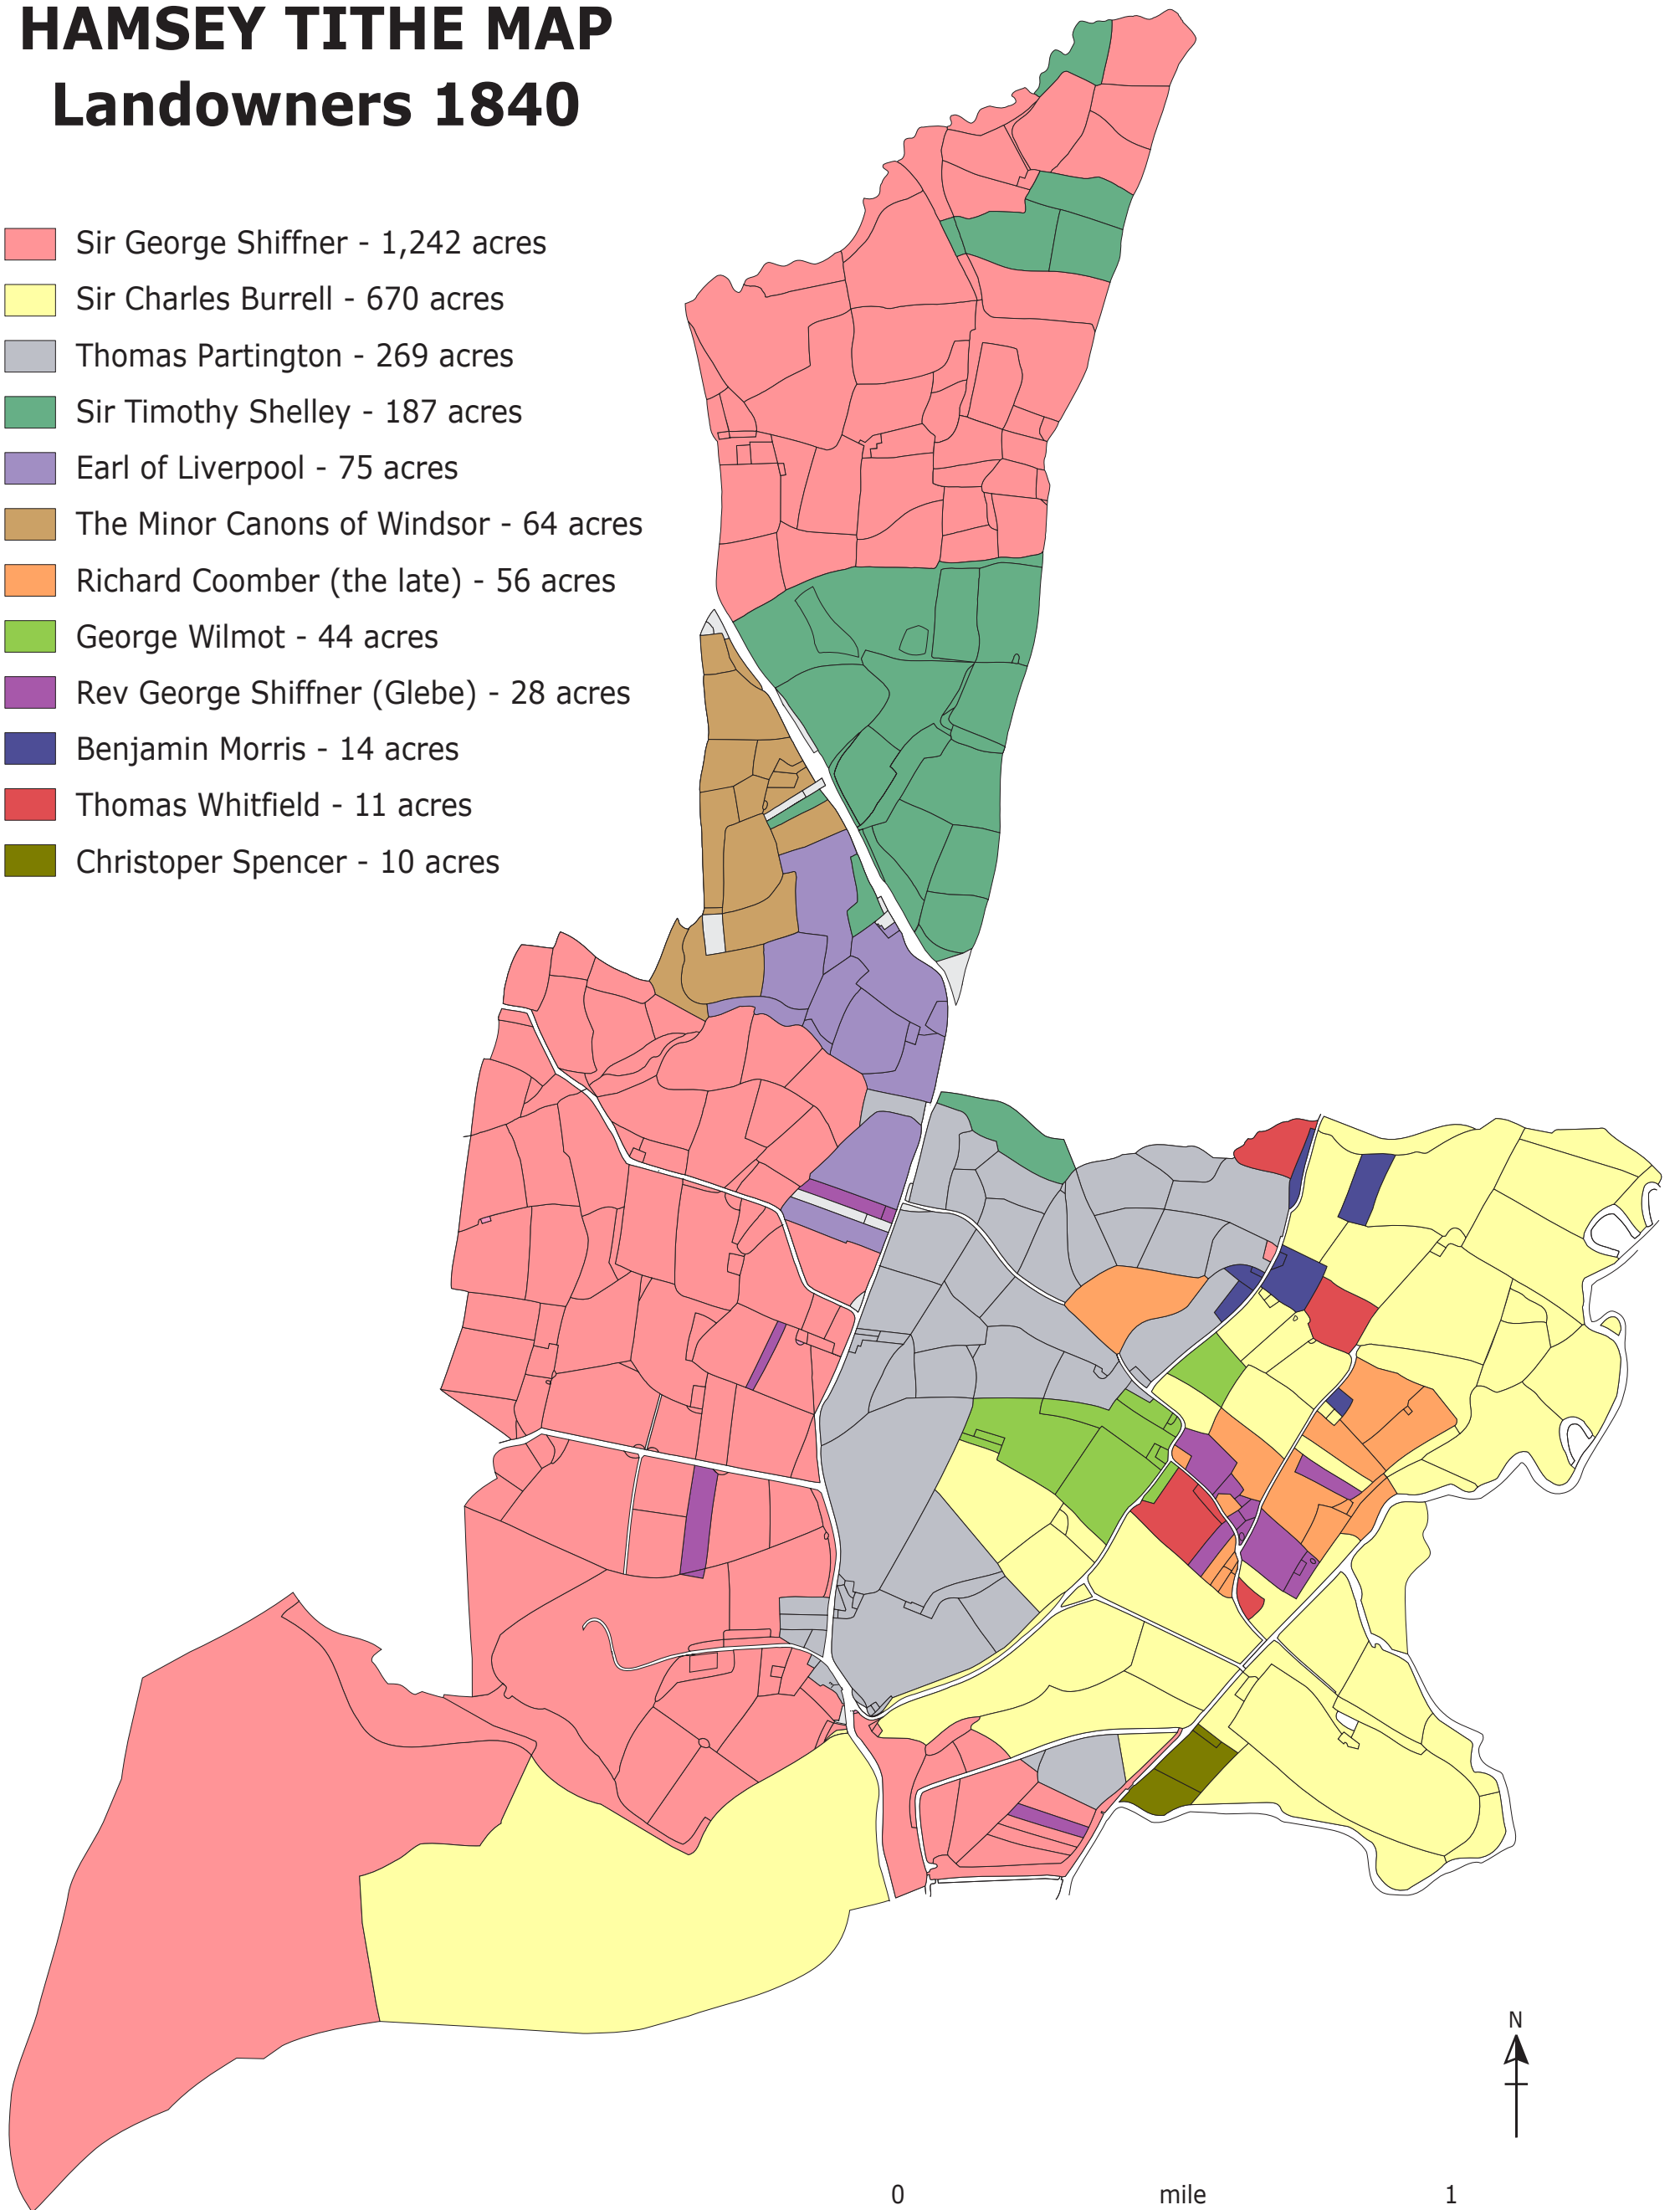 HAMSEY TITHE MAP
Landowners 1840
Sir George Shiffner - 1,242 acres
Sir Charles Burrell - 670 acres
Thomas Partington - 269 acres
Sir Timothy Shelley - 187 acres
Earl of Liverpool - 75 acres
The Minor Canons of Windsor - 64 acres
Richard Coomber (the late) - 56 acres
George Wilmot - 44 acres
Rev George Shiffner (Glebe) - 28 acres
Benjamin Morris - 14 acres
Thomas Whitfield - 11 acres
Christoper Spencer - 10 acres
N
0 mile 1